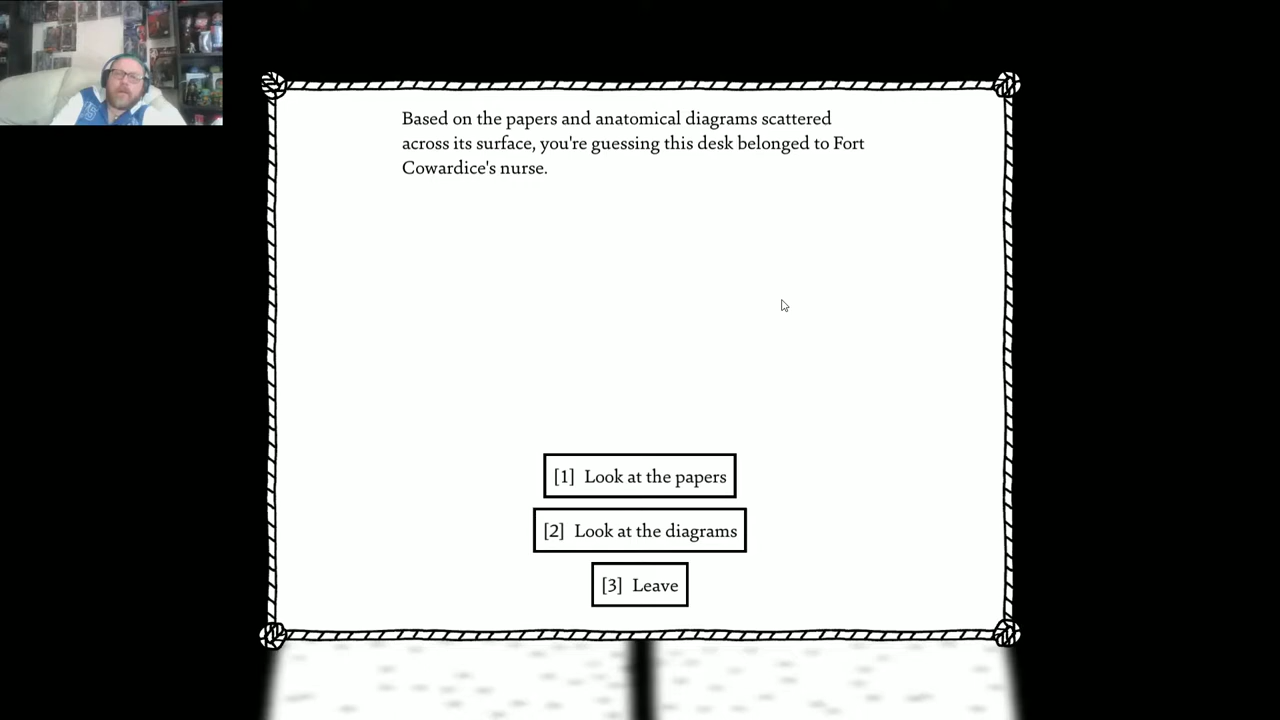 Based on the papers and anatomical diagrams scattered
across its surface, you're guessing this desk belonged to Fort
Cowardice's nurse.
[1] Look at the papers
[2] Look at the diagrams
[3] Leave